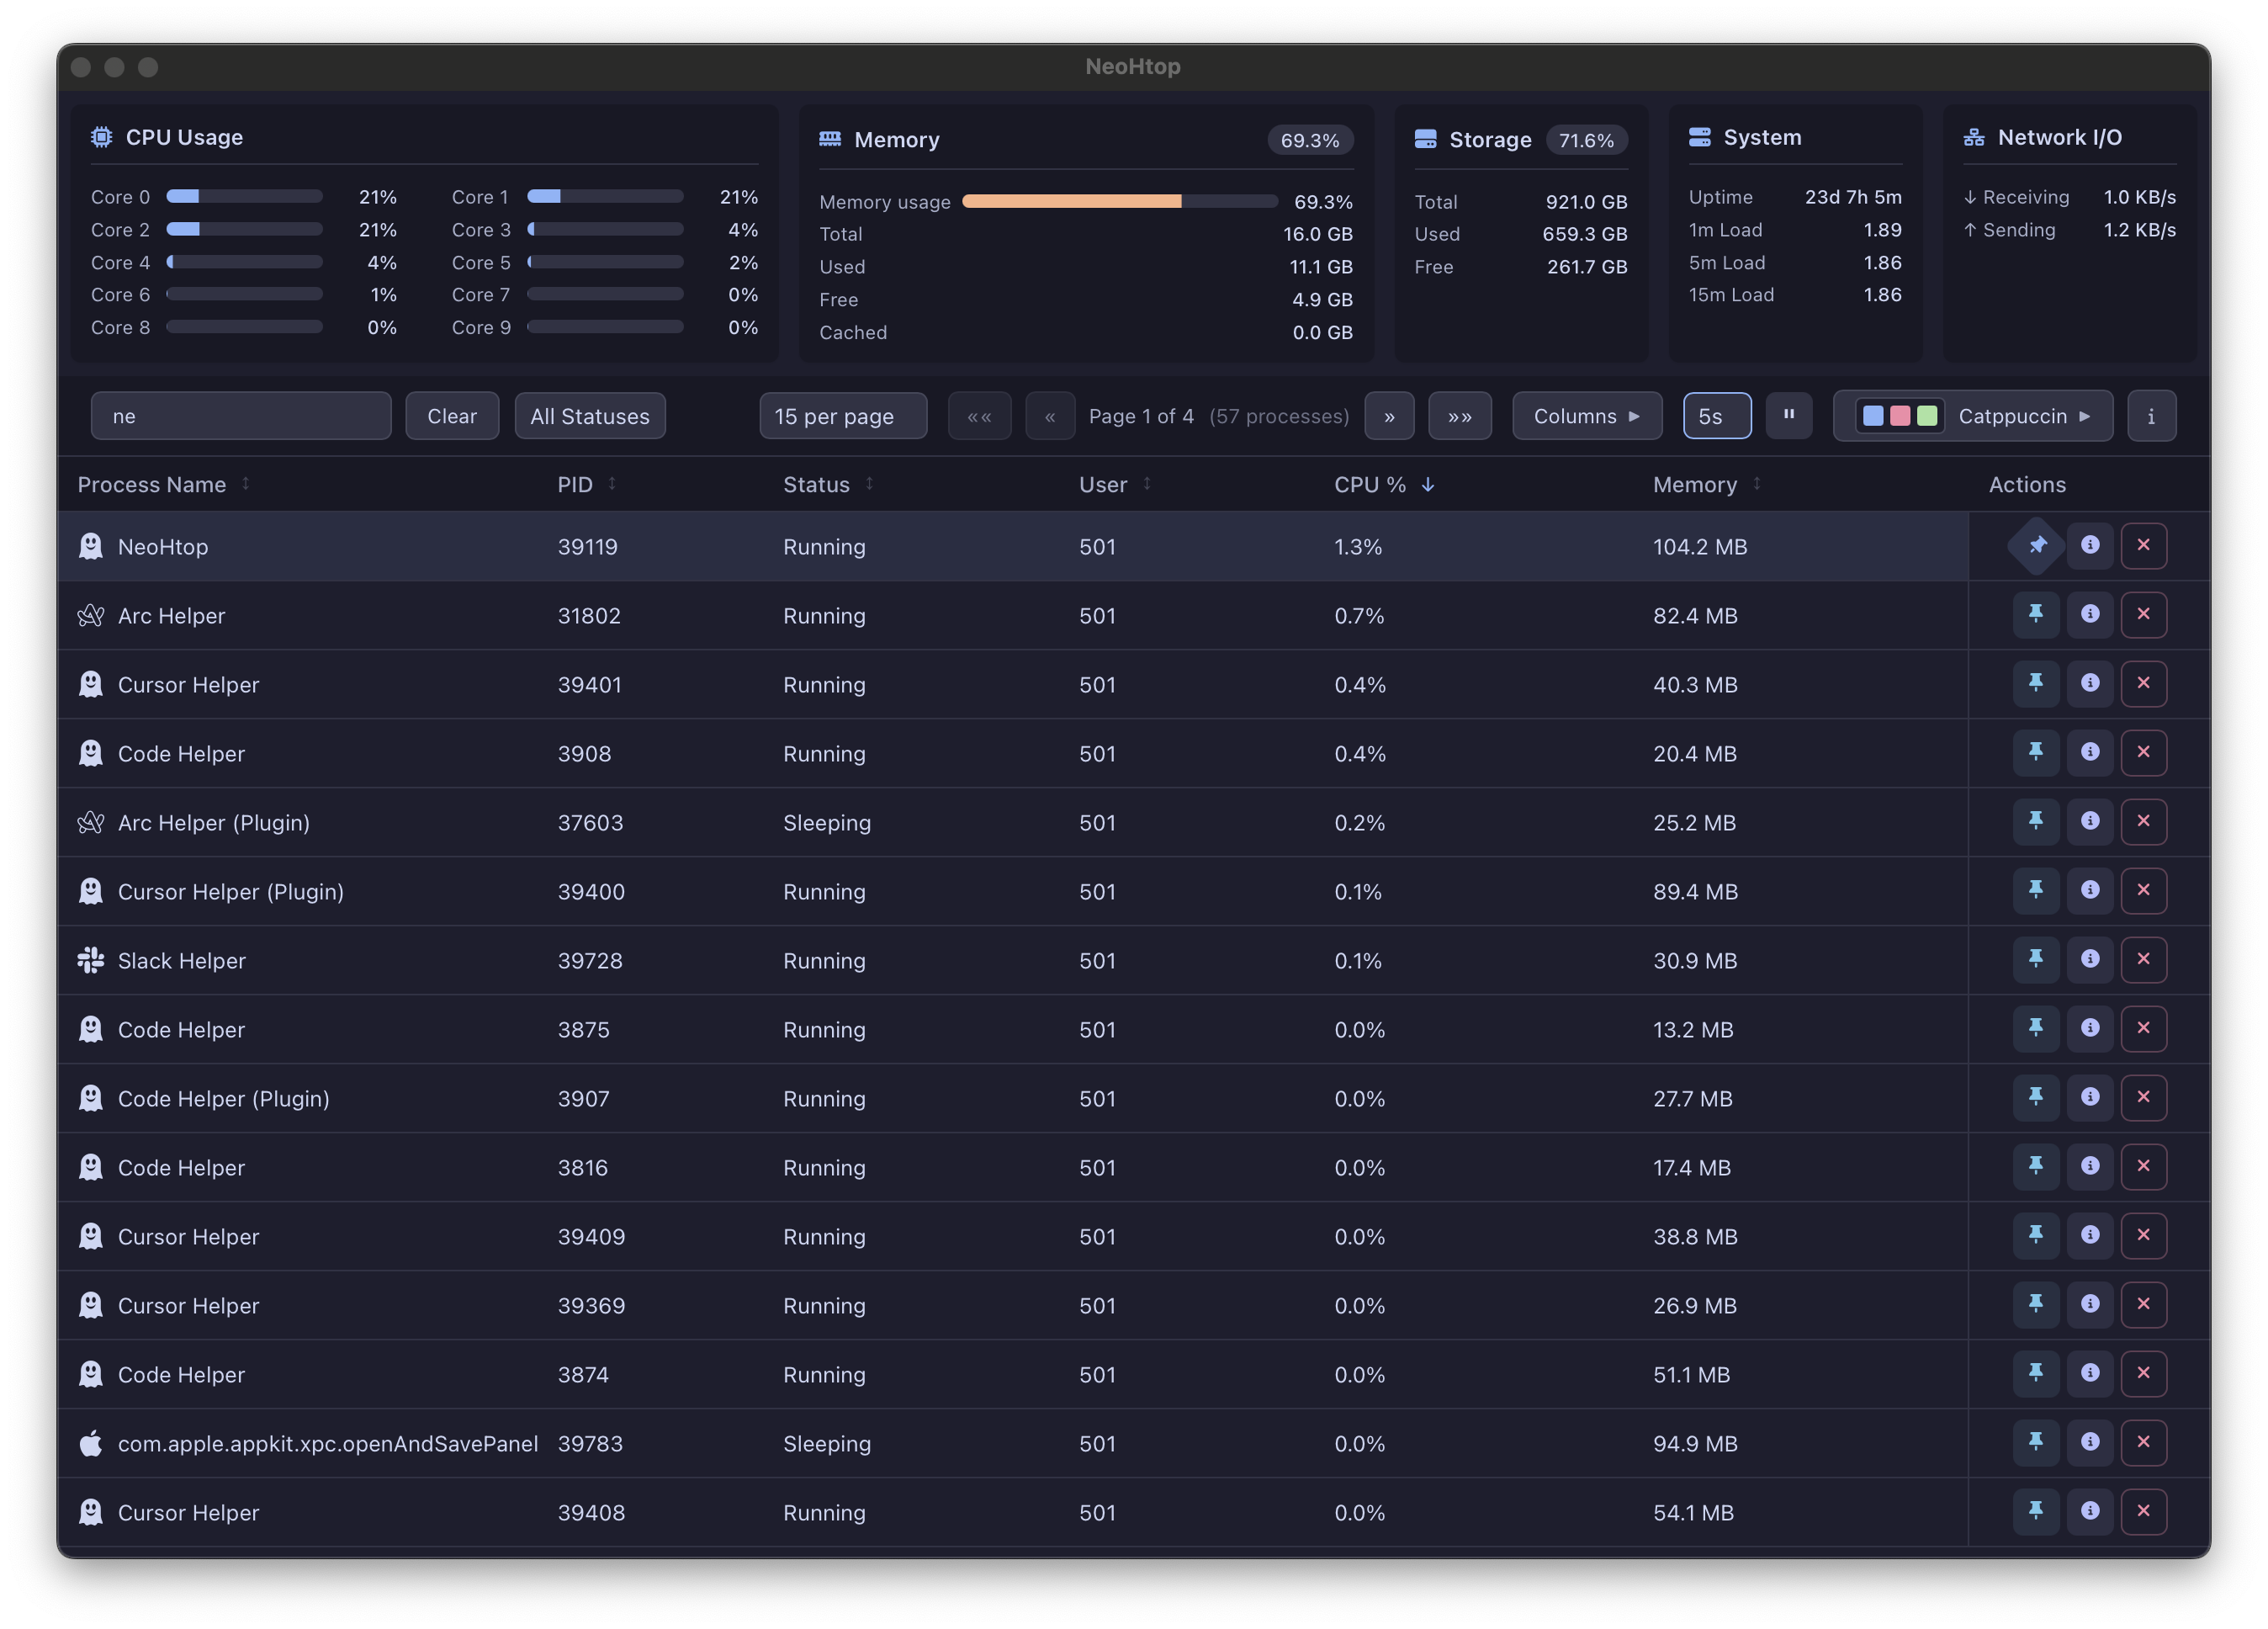 NeoHtop
CPU Usage
Core 0 21% Core 1 21%
Core 2 21% Core 3 4%
Core 4 4% Core 5 2%
Core 6 1% Core 7 0%
Core 8 0% Core 9 0%
Memory 69.3%
Memory usage 69.3%
Total 16.0 GB
Used 11.1 GB
Free 4.9 GB
Cached 0.0 GB
Storage 71.6%
Total 921.0 GB
Used 659.3 GB
Free 261.7 GB
System
Uptime 23d 7h 5m
1m Load 1.89
5m Load 1.86
15m Load 1.86
Network I/O
↓ Receiving 1.0 KB/s
↑ Sending 1.2 KB/s
ne Clear All Statuses 15 per page «« « Page 1 of 4 (57 processes) » »» Columns ▸ 5s Catppuccin ▸
Process Name ↕ PID ↕ Status ↕ User ↕ CPU % ↓ Memory ↕ Actions
NeoHtop 39119 Running 501 1.3% 104.2 MB
Arc Helper 31802 Running 501 0.7% 82.4 MB
Cursor Helper 39401 Running 501 0.4% 40.3 MB
Code Helper 3908 Running 501 0.4% 20.4 MB
Arc Helper (Plugin) 37603 Sleeping 501 0.2% 25.2 MB
Cursor Helper (Plugin) 39400 Running 501 0.1% 89.4 MB
Slack Helper 39728 Running 501 0.1% 30.9 MB
Code Helper 3875 Running 501 0.0% 13.2 MB
Code Helper (Plugin) 3907 Running 501 0.0% 27.7 MB
Code Helper 3816 Running 501 0.0% 17.4 MB
Cursor Helper 39409 Running 501 0.0% 38.8 MB
Cursor Helper 39369 Running 501 0.0% 26.9 MB
Code Helper 3874 Running 501 0.0% 51.1 MB
com.apple.appkit.xpc.openAndSavePanel 39783 Sleeping 501 0.0% 94.9 MB
Cursor Helper 39408 Running 501 0.0% 54.1 MB